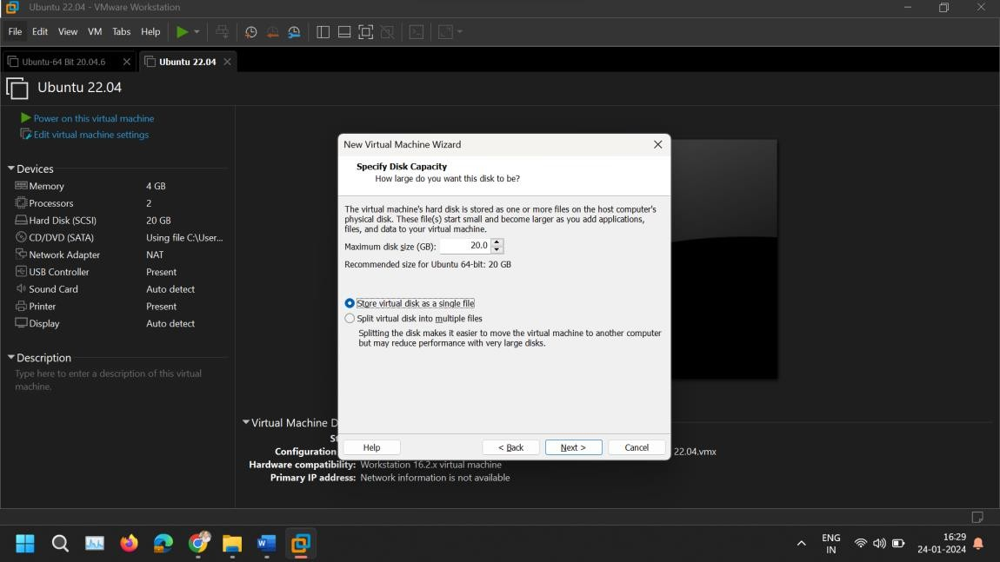 Ubuntu 22.04 - VMware Workstation
File Edit View VM Tabs Help
Ubuntu-64 Bit 20.04.6
Ubuntu 22.04
Ubuntu 22.04
Power on this virtual machine
Edit virtual machine settings
Devices
Memory 4 GB
Processors 2
Hard Disk (SCSI) 20 GB
CD/DVD (SATA) Using file C:\User...
Network Adapter NAT
USB Controller Present
Sound Card Auto detect
Printer Present
Display Auto detect
Description
Type here to enter a description of this virtual
machine.
New Virtual Machine Wizard
Specify Disk Capacity
How large do you want this disk to be?
The virtual machine's hard disk is stored as one or more files on the host computer's
physical disk. These file(s) start small and become larger as you add applications,
files, and data to your virtual machine.
Maximum disk size (GB): 20.0
Recommended size for Ubuntu 64-bit: 20 GB
Store virtual disk as a single file
Split virtual disk into multiple files
Splitting the disk makes it easier to move the virtual machine to another computer
but may reduce performance with very large disks.
Help < Back Next > Cancel
Virtual Machine D
St
Configuration 22.04.vmx
Hardware compatibility: Workstation 16.2.x virtual machine
Primary IP address: Network information is not available
ENG
IN
16:29
24-01-2024